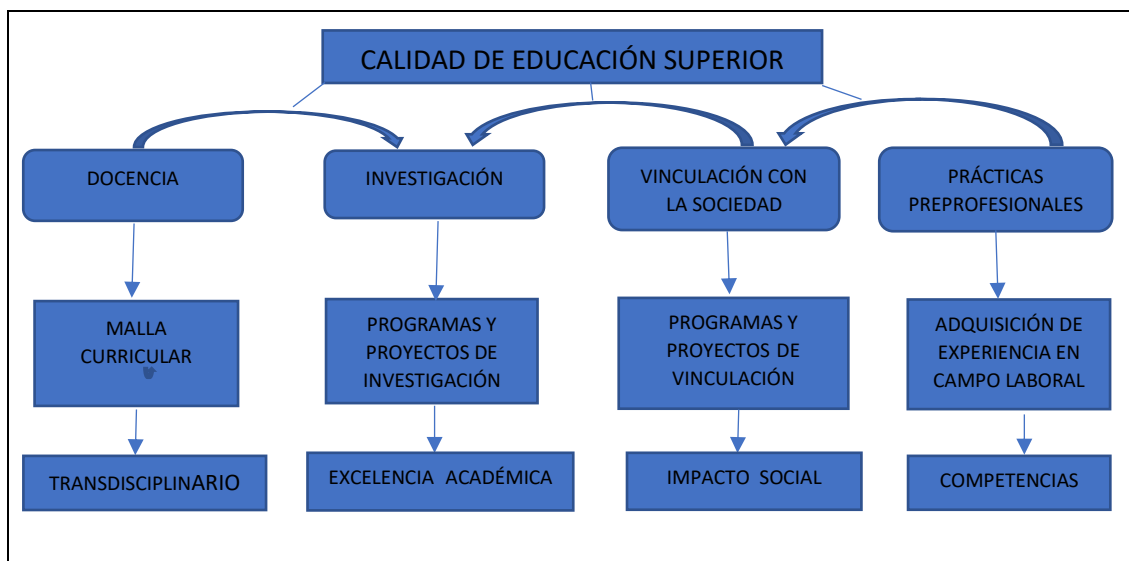 CALIDAD DE EDUCACIÓN SUPERIOR
DOCENCIA
INVESTIGACIÓN
VINCULACIÓN CON
LA SOCIEDAD
PRÁCTICAS
PREPROFESIONALES
MALLA
CURRICULAR
PROGRAMAS Y
PROYECTOS DE
INVESTIGACIÓN
PROGRAMAS Y
PROYECTOS DE
VINCULACIÓN
ADQUISICIÓN DE
EXPERIENCIA EN
CAMPO LABORAL
TRANSDISCIPLINARIO
EXCELENCIA ACADÉMICA
IMPACTO SOCIAL
COMPETENCIAS